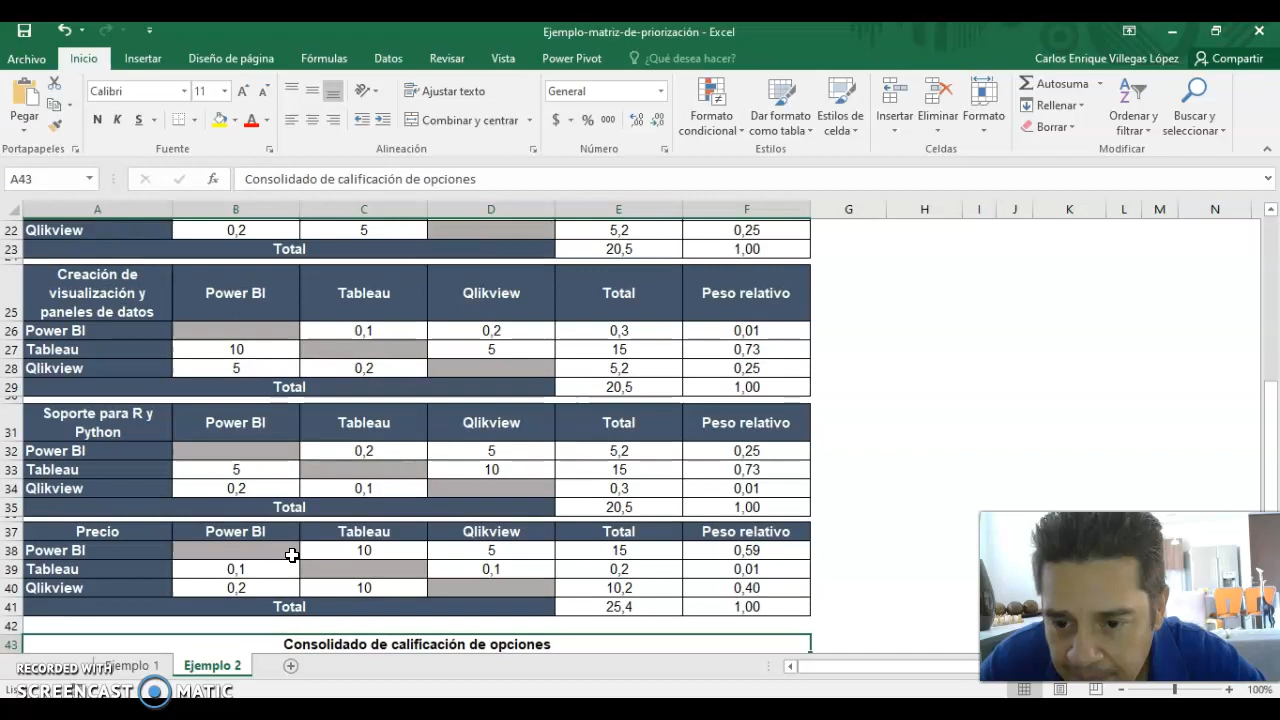 Ejemplo-matriz-de-priorización - Excel
Archivo Inicio Insertar Diseño de página Fórmulas Datos Revisar Vista Power Pivot ¿Qué desea hacer? Carlos Enrique Villegas López Compartir
Pegar
Portapapeles
Calibri 11
N K S
Fuente
Ajustar texto
Combinar y centrar
Alineación
General
$ % 000
Número
Formato condicional
Dar formato como tabla
Estilos de celda
Estilos
Insertar Eliminar Formato
Celdas
Autosuma
Rellenar
Borrar
Ordenar y filtrar
Buscar y seleccionar
Modificar
A43 fx Consolidado de calificación de opciones
A B C D E F G H I J K L M N
22 Qlikview 0,2 5 5,2 0,25
23 Total 20,5 1,00
25 Creación de visualización y paneles de datos Power BI Tableau Qlikview Total Peso relativo
26 Power BI 0,1 0,2 0,3 0,01
27 Tableau 10 5 15 0,73
28 Qlikview 5 0,2 5,2 0,25
29 Total 20,5 1,00
31 Soporte para R y Python Power BI Tableau Qlikview Total Peso relativo
32 Power BI 0,2 5 5,2 0,25
33 Tableau 5 10 15 0,73
34 Qlikview 0,2 0,1 0,3 0,01
35 Total 20,5 1,00
37 Precio Power BI Tableau Qlikview Total Peso relativo
38 Power BI 10 5 15 0,59
39 Tableau 0,1 0,1 0,2 0,01
40 Qlikview 0,2 10 10,2 0,40
41 Total 25,4 1,00
42
43 Consolidado de calificación de opciones
RECORDED WITH
SCREENCAST MATIC
Ejemplo 2
100%